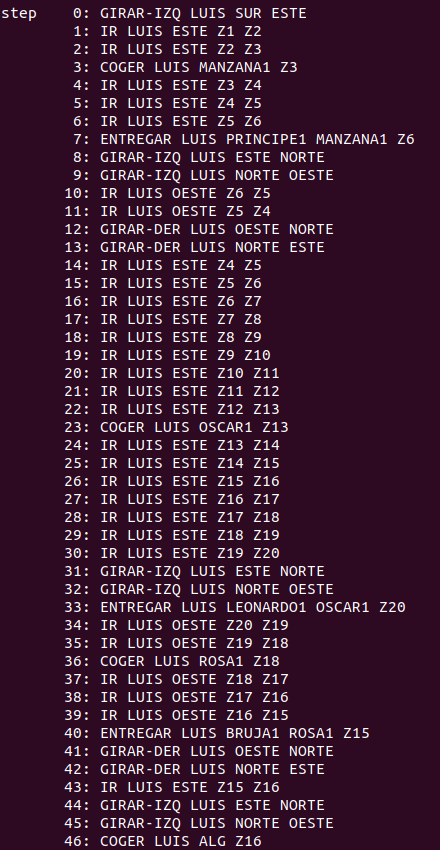 step 0: GIRAR-IZQ LUIS SUR ESTE
1: IR LUIS ESTE Z1 Z2
2: IR LUIS ESTE Z2 Z3
3: COGER LUIS MANZANA1 Z3
4: IR LUIS ESTE Z3 Z4
5: IR LUIS ESTE Z4 Z5
6: IR LUIS ESTE Z5 Z6
7: ENTREGAR LUIS PRINCIPE1 MANZANA1 Z6
8: GIRAR-IZQ LUIS ESTE NORTE
9: GIRAR-IZQ LUIS NORTE OESTE
10: IR LUIS OESTE Z6 Z5
11: IR LUIS OESTE Z5 Z4
12: GIRAR-DER LUIS OESTE NORTE
13: GIRAR-DER LUIS NORTE ESTE
14: IR LUIS ESTE Z4 Z5
15: IR LUIS ESTE Z5 Z6
16: IR LUIS ESTE Z6 Z7
17: IR LUIS ESTE Z7 Z8
18: IR LUIS ESTE Z8 Z9
19: IR LUIS ESTE Z9 Z10
20: IR LUIS ESTE Z10 Z11
21: IR LUIS ESTE Z11 Z12
22: IR LUIS ESTE Z12 Z13
23: COGER LUIS OSCAR1 Z13
24: IR LUIS ESTE Z13 Z14
25: IR LUIS ESTE Z14 Z15
26: IR LUIS ESTE Z15 Z16
27: IR LUIS ESTE Z16 Z17
28: IR LUIS ESTE Z17 Z18
29: IR LUIS ESTE Z18 Z19
30: IR LUIS ESTE Z19 Z20
31: GIRAR-IZQ LUIS ESTE NORTE
32: GIRAR-IZQ LUIS NORTE OESTE
33: ENTREGAR LUIS LEONARDO1 OSCAR1 Z20
34: IR LUIS OESTE Z20 Z19
35: IR LUIS OESTE Z19 Z18
36: COGER LUIS ROSA1 Z18
37: IR LUIS OESTE Z18 Z17
38: IR LUIS OESTE Z17 Z16
39: IR LUIS OESTE Z16 Z15
40: ENTREGAR LUIS BRUJA1 ROSA1 Z15
41: GIRAR-DER LUIS OESTE NORTE
42: GIRAR-DER LUIS NORTE ESTE
43: IR LUIS ESTE Z15 Z16
44: GIRAR-IZQ LUIS ESTE NORTE
45: GIRAR-IZQ LUIS NORTE OESTE
46: COGER LUIS ALG Z16